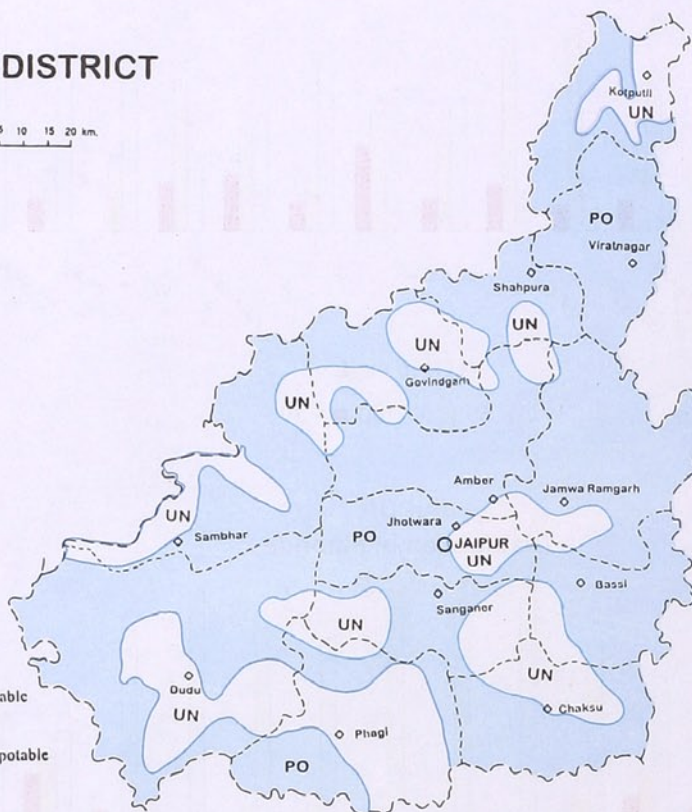 DISTRICT
5 10 15 20 km.
Kotputli
UN
PO
Viratnagar
Shahpura
UN
UN
Govindgarh
UN
Amber
Jamwa Ramgarh
UN
Jhotwara
Sambhar
PO
JAIPUR
UN
Bassi
Sanganer
UN
UN
Dudu
able
UN
Chaksu
Phagi
potable
PO